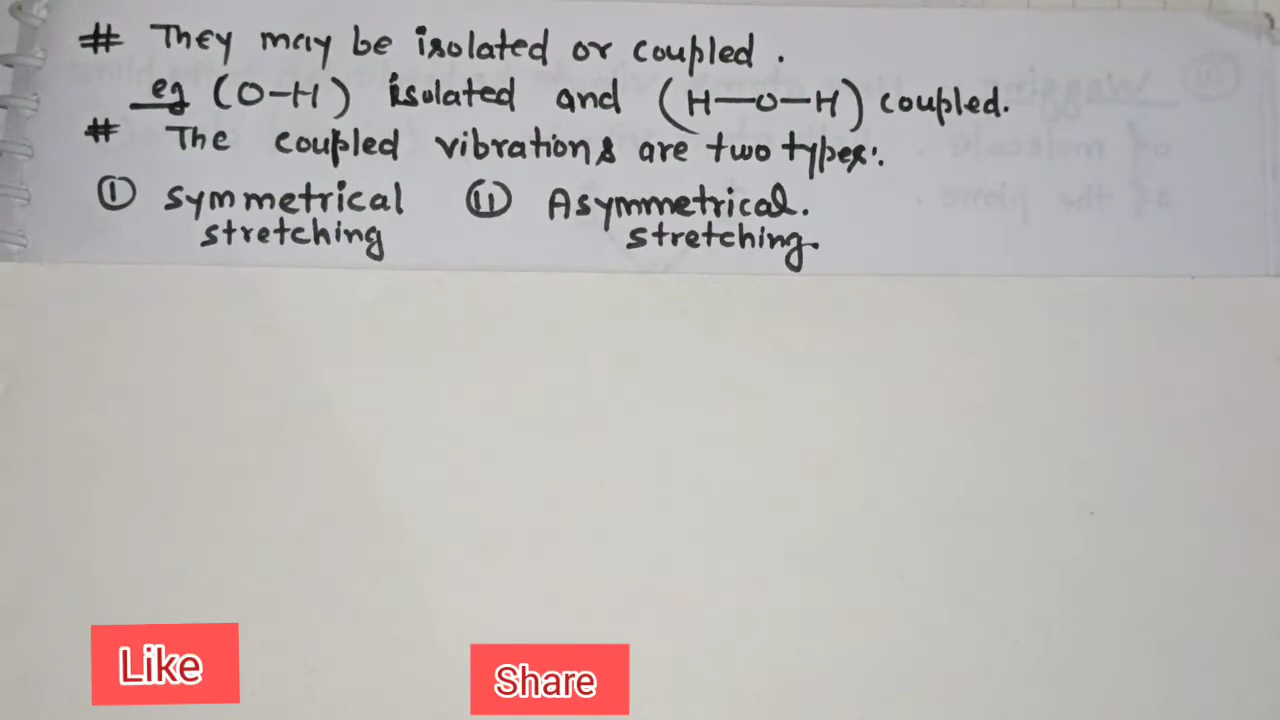 # They may be isolated or coupled.
eg (O-H) isolated and (H-O-H) coupled.
# The coupled vibrations are two types:
(i) Symmetrical (ii) Asymmetrical.
stretching stretching.
Like
Share